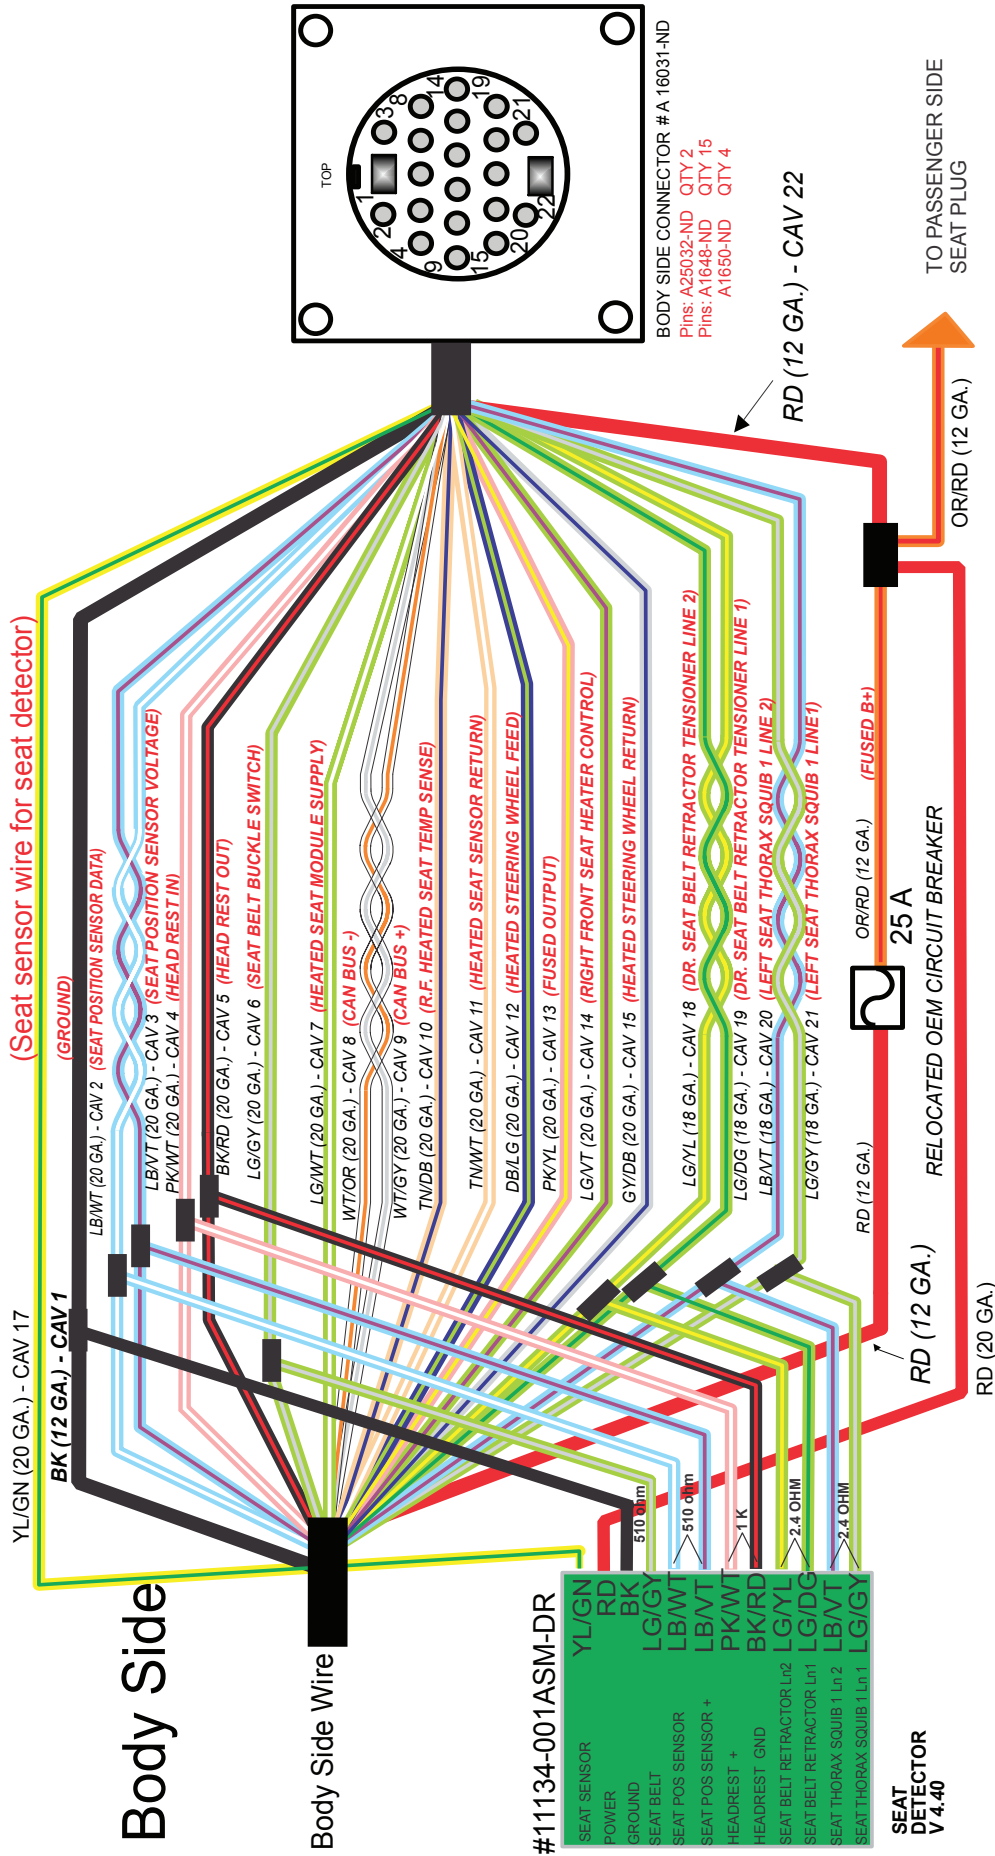 Body Side
Body Side Wire
#11134-001ASM-DR
SEAT SENSOR YL/GN
POWER RD
GROUND BK
SEAT BELT LG/GY
SEAT POS SENSOR LB/WT
SEAT POS SENSOR + LB/VT
HEADREST + PK/WT
HEADREST GND BK/RD
SEAT BELT RETRACTOR Ln2 LG/YL
SEAT BELT RETRACTOR Ln1 LG/DG
SEAT THORAX SQUIB 1 Ln 2 LB/VT
SEAT THORAX SQUIB 1 Ln 1 LG/GY
SEAT
DETECTOR
V 4.40
510 ohm
510 ohm
1 K
2.4 OHM
2.4 OHM
(Seat sensor wire for seat detector)
YL/GN (20 GA.) - CAV 17
BK (12 GA.) - CAV 1 (GROUND)
LB/WT (20 GA.) - CAV 2 (SEAT POSITION SENSOR DATA)
LB/VT (20 GA.) - CAV 3 (SEAT POSITION SENSOR VOLTAGE)
PK/WT (20 GA.) - CAV 4 (HEAD REST IN)
BK/RD (20 GA.) - CAV 5 (HEAD REST OUT)
LG/GY (20 GA.) - CAV 6 (SEAT BELT BUCKLE SWITCH)
LG/WT (20 GA.) - CAV 7 (HEATED SEAT MODULE SUPPLY)
WT/OR (20 GA.) - CAV 8 (CAN BUS -)
WT/GY (20 GA.) - CAV 9 (CAN BUS +)
TN/DB (20 GA.) - CAV 10 (R.F. HEATED SEAT TEMP SENSE)
TN/WT (20 GA.) - CAV 11 (HEATED SEAT SENSOR RETURN)
DB/LG (20 GA.) - CAV 12 (HEATED STEERING WHEEL FEED)
PK/YL (20 GA.) - CAV 13 (FUSED OUTPUT)
LG/VT (20 GA.) - CAV 14 (RIGHT FRONT SEAT HEATER CONTROL)
GY/DB (20 GA.) - CAV 15 (HEATED STEERING WHEEL RETURN)
LG/YL (18 GA.) - CAV 18 (DR. SEAT BELT RETRACTOR TENSIONER LINE 2)
LG/DG (18 GA.) - CAV 19 (DR. SEAT BELT RETRACTOR TENSIONER LINE 1)
LB/VT (18 GA.) - CAV 20 (LEFT SEAT THORAX SQUIB 1 LINE 2)
LG/GY (18 GA.) - CAV 21 (LEFT SEAT THORAX SQUIB 1 LINE1)
RD (12 GA.)
OR/RD (12 GA.)
(FUSED B+)
25 A
RELOCATED OEM CIRCUIT BREAKER
RD (12 GA.)
RD (20 GA.)
OR/RD (12 GA.)
RD (12 GA.) - CAV 22
TO PASSENGER SIDE
SEAT PLUG
TOP
1
2
3
4
8
9
14
15
19
20
21
22
BODY SIDE CONNECTOR # A 16031-ND
Pins: A25032-ND QTY 2
Pins: A1648-ND QTY 15
A1650-ND QTY 4